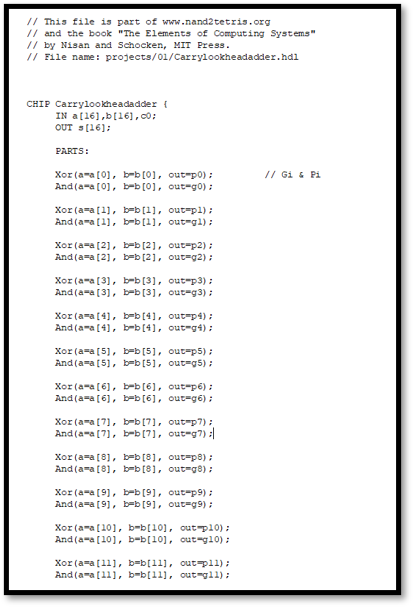 // This file is part of www.nand2tetris.org
// and the book "The Elements of Computing Systems"
// by Nisan and Schocken, MIT Press.
// File name: projects/01/Carrylookheadadder.hdl
CHIP Carrylookheadadder {
IN a[16],b[16],c0;
OUT s[16];
PARTS:
Xor(a=a[0], b=b[0], out=p0); // Gi & Pi
And(a=a[0], b=b[0], out=g0);
Xor(a=a[1], b=b[1], out=p1);
And(a=a[1], b=b[1], out=g1);
Xor(a=a[2], b=b[2], out=p2);
And(a=a[2], b=b[2], out=g2);
Xor(a=a[3], b=b[3], out=p3);
And(a=a[3], b=b[3], out=g3);
Xor(a=a[4], b=b[4], out=p4);
And(a=a[4], b=b[4], out=g4);
Xor(a=a[5], b=b[5], out=p5);
And(a=a[5], b=b[5], out=g5);
Xor(a=a[6], b=b[6], out=p6);
And(a=a[6], b=b[6], out=g6);
Xor(a=a[7], b=b[7], out=p7);
And(a=a[7], b=b[7], out=g7);
Xor(a=a[8], b=b[8], out=p8);
And(a=a[8], b=b[8], out=g8);
Xor(a=a[9], b=b[9], out=p9);
And(a=a[9], b=b[9], out=g9);
Xor(a=a[10], b=b[10], out=p10);
And(a=a[10], b=b[10], out=g10);
Xor(a=a[11], b=b[11], out=p11);
And(a=a[11], b=b[11], out=g11);